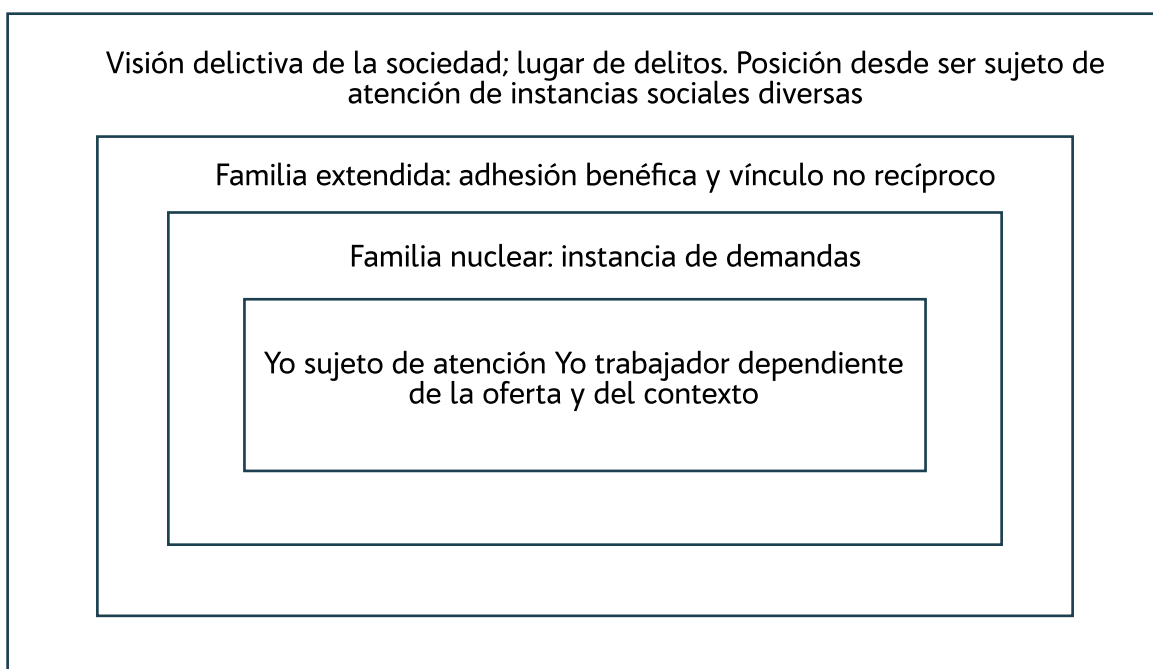 Visión delictiva de la sociedad; lugar de delitos. Posición desde ser sujeto de
atención de instancias sociales diversas
Familia extendida: adhesión benéfica y vínculo no recíproco
Familia nuclear: instancia de demandas
Yo sujeto de atención Yo trabajador dependiente
de la oferta y del contexto